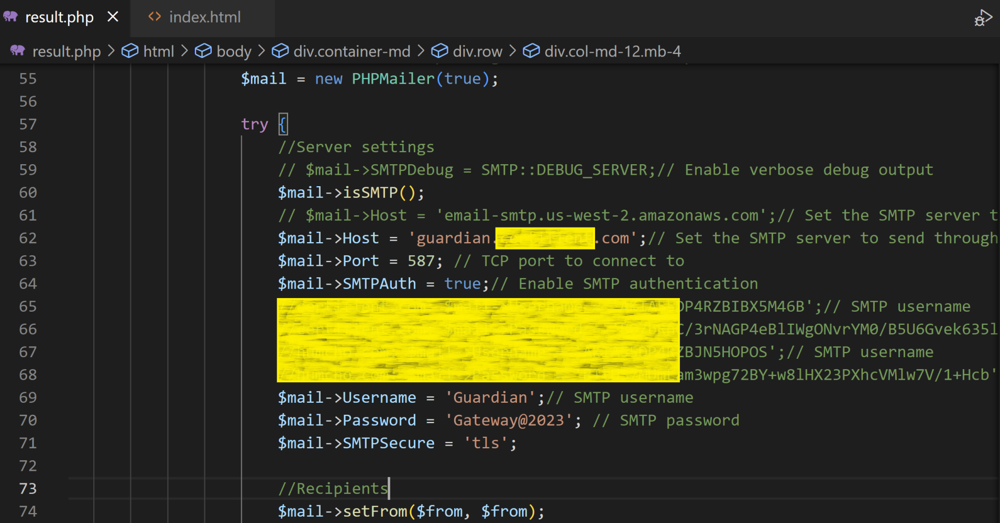 result.php
index.html
result.php > html > body > div.container-md > div.row > div.col-md-12.mb-4
55 $mail = new PHPMailer(true);
56
57 try {
58 //Server settings
59 // $mail->SMTPDebug = SMTP::DEBUG_SERVER;// Enable verbose debug output
60 $mail->isSMTP();
61 // $mail->Host = 'email-smtp.us-west-2.amazonaws.com';// Set the SMTP server t
62 $mail->Host = 'guardian. .com';// Set the SMTP server to send through
63 $mail->Port = 587; // TCP port to connect to
64 $mail->SMTPAuth = true;// Enable SMTP authentication
65 P4RZBIBX5M46B';// SMTP username
66 /3rNAGP4eBlIWgONvrYM0/B5U6Gvek635l
67 ZBJN5HOPOS';// SMTP username
68 am3wpg72BY+w8lHX23PXhcVMlw7V/1+Hcb'
69 $mail->Username = 'Guardian';// SMTP username
70 $mail->Password = 'Gateway@2023'; // SMTP password
71 $mail->SMTPSecure = 'tls';
72
73 //Recipients
74 $mail->setFrom($from, $from);